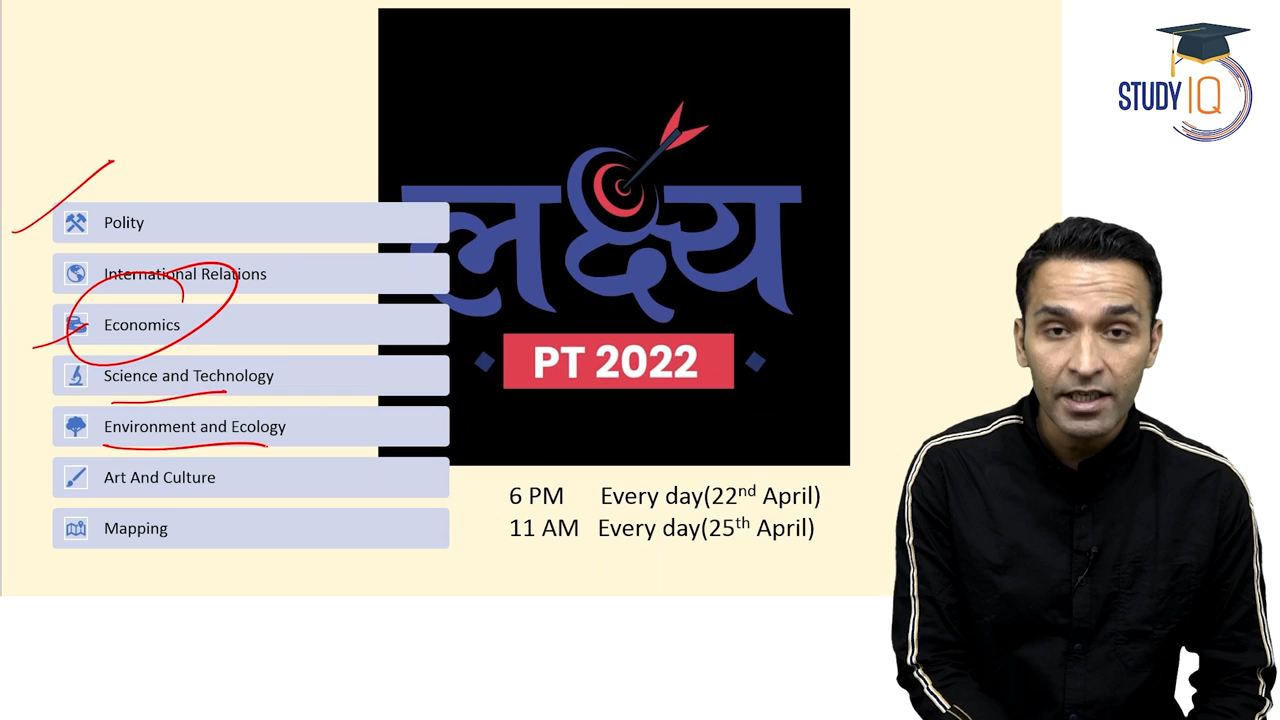 STUDY IQ
लक्ष्य
PT 2022
Polity
International Relations
Economics
Science and Technology
Environment and Ecology
Art And Culture
Mapping
6 PM Every day(22nd April)
11 AM Every day(25th April)